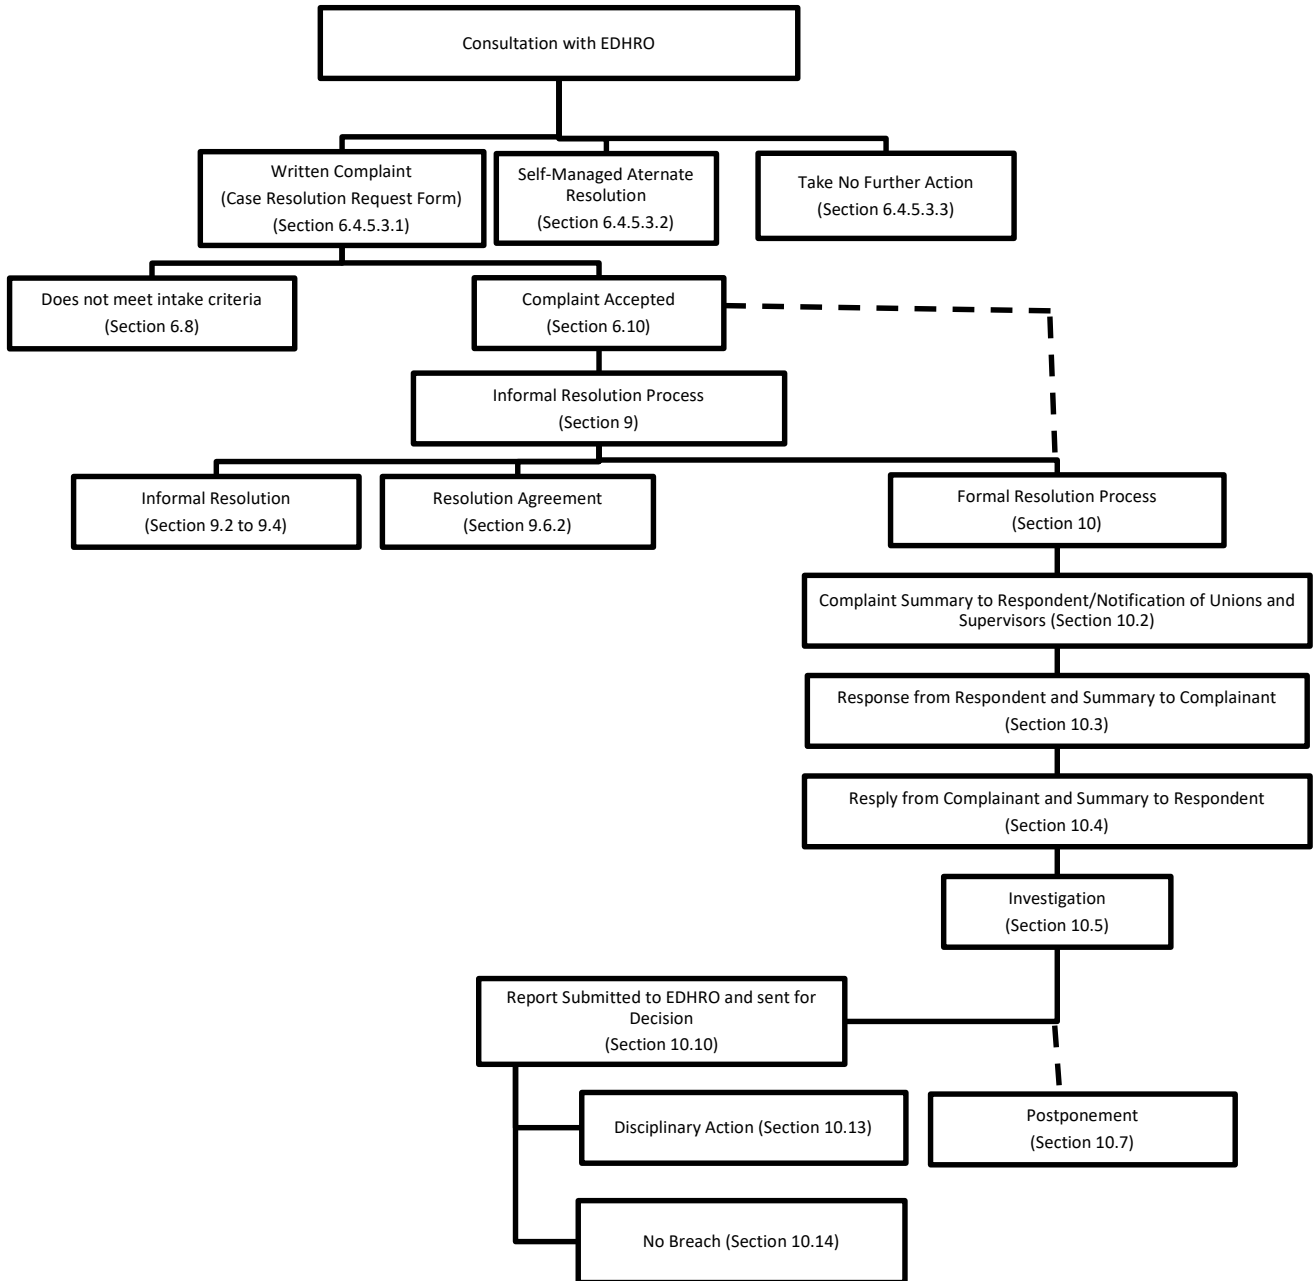 Consultation with EDHRO
Written Complaint
(Case Resolution Request Form)
(Section 6.4.5.3.1)
Self-Managed Aternate
Resolution
(Section 6.4.5.3.2)
Take No Further Action
(Section 6.4.5.3.3)
Does not meet intake criteria
(Section 6.8)
Complaint Accepted
(Section 6.10)
Informal Resolution Process
(Section 9)
Informal Resolution
(Section 9.2 to 9.4)
Resolution Agreement
(Section 9.6.2)
Formal Resolution Process
(Section 10)
Complaint Summary to Respondent/Notification of Unions and
Supervisors (Section 10.2)
Response from Respondent and Summary to Complainant
(Section 10.3)
Resply from Complainant and Summary to Respondent
(Section 10.4)
Investigation
(Section 10.5)
Report Submitted to EDHRO and sent for
Decision
(Section 10.10)
Disciplinary Action (Section 10.13)
Postponement
(Section 10.7)
No Breach (Section 10.14)